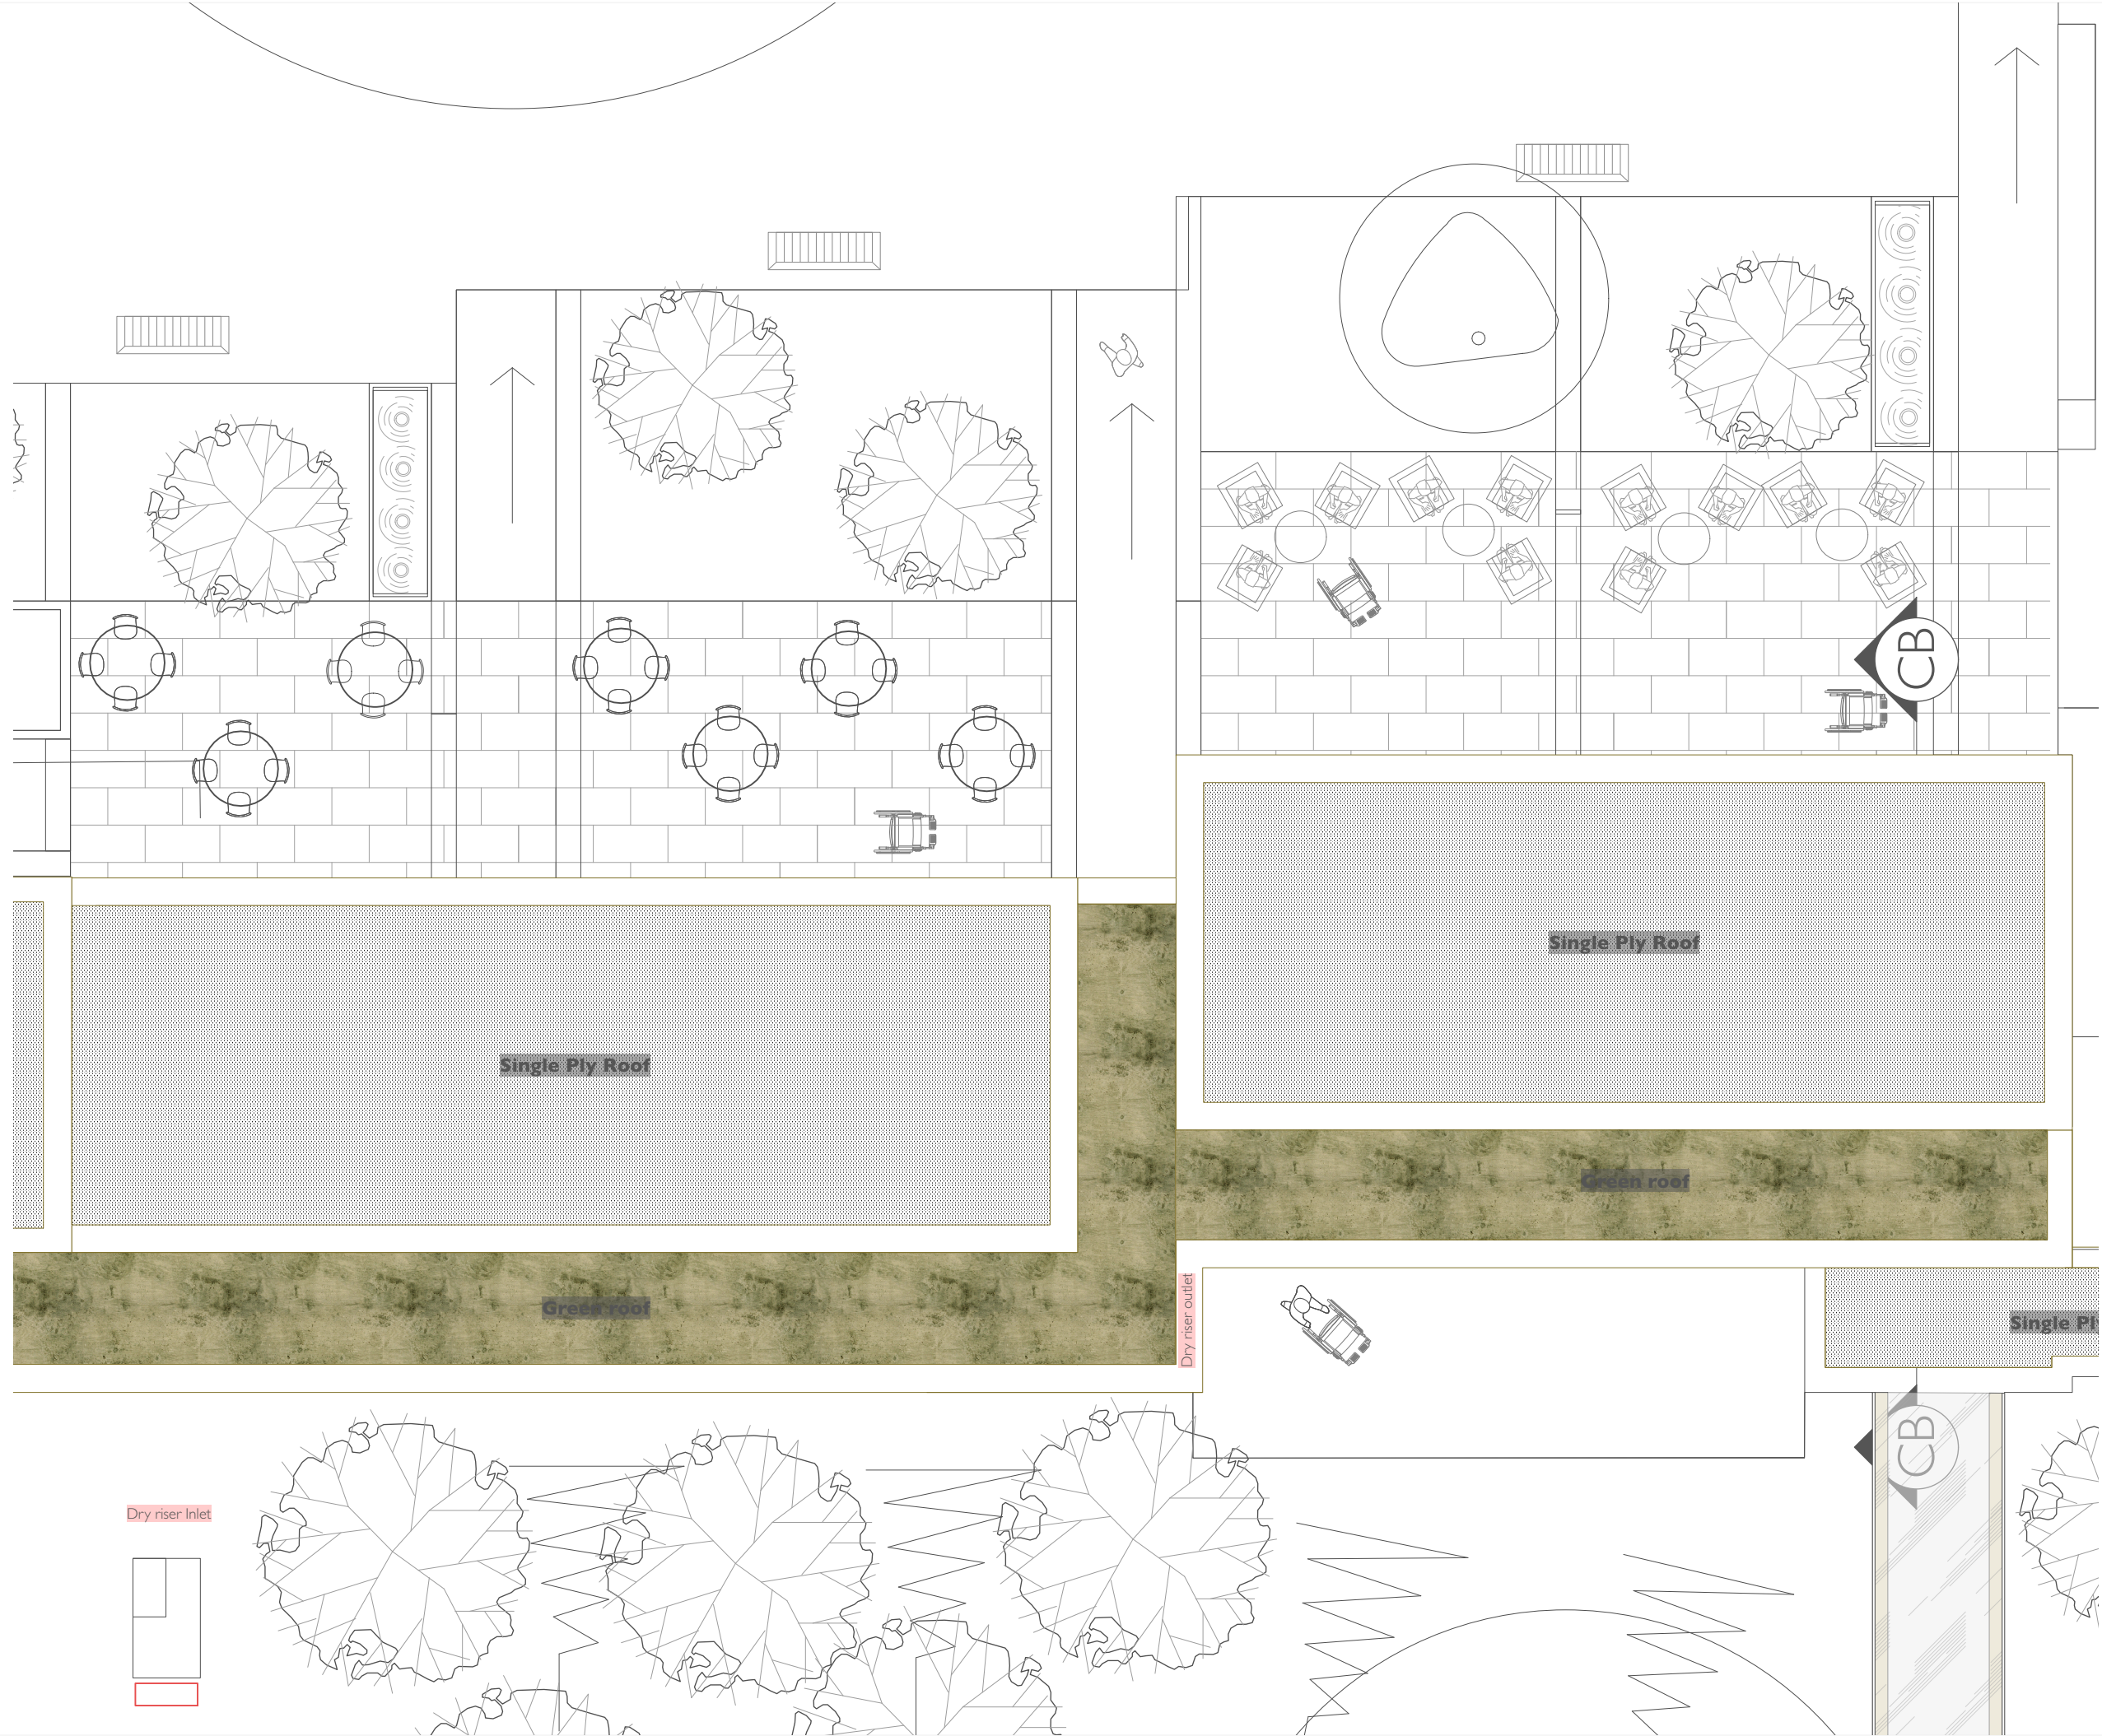 CB
Single Ply Roof
Single Ply Roof
Green roof
Green roof
Dry riser outlet
Single Pl
CB
Dry riser Inlet